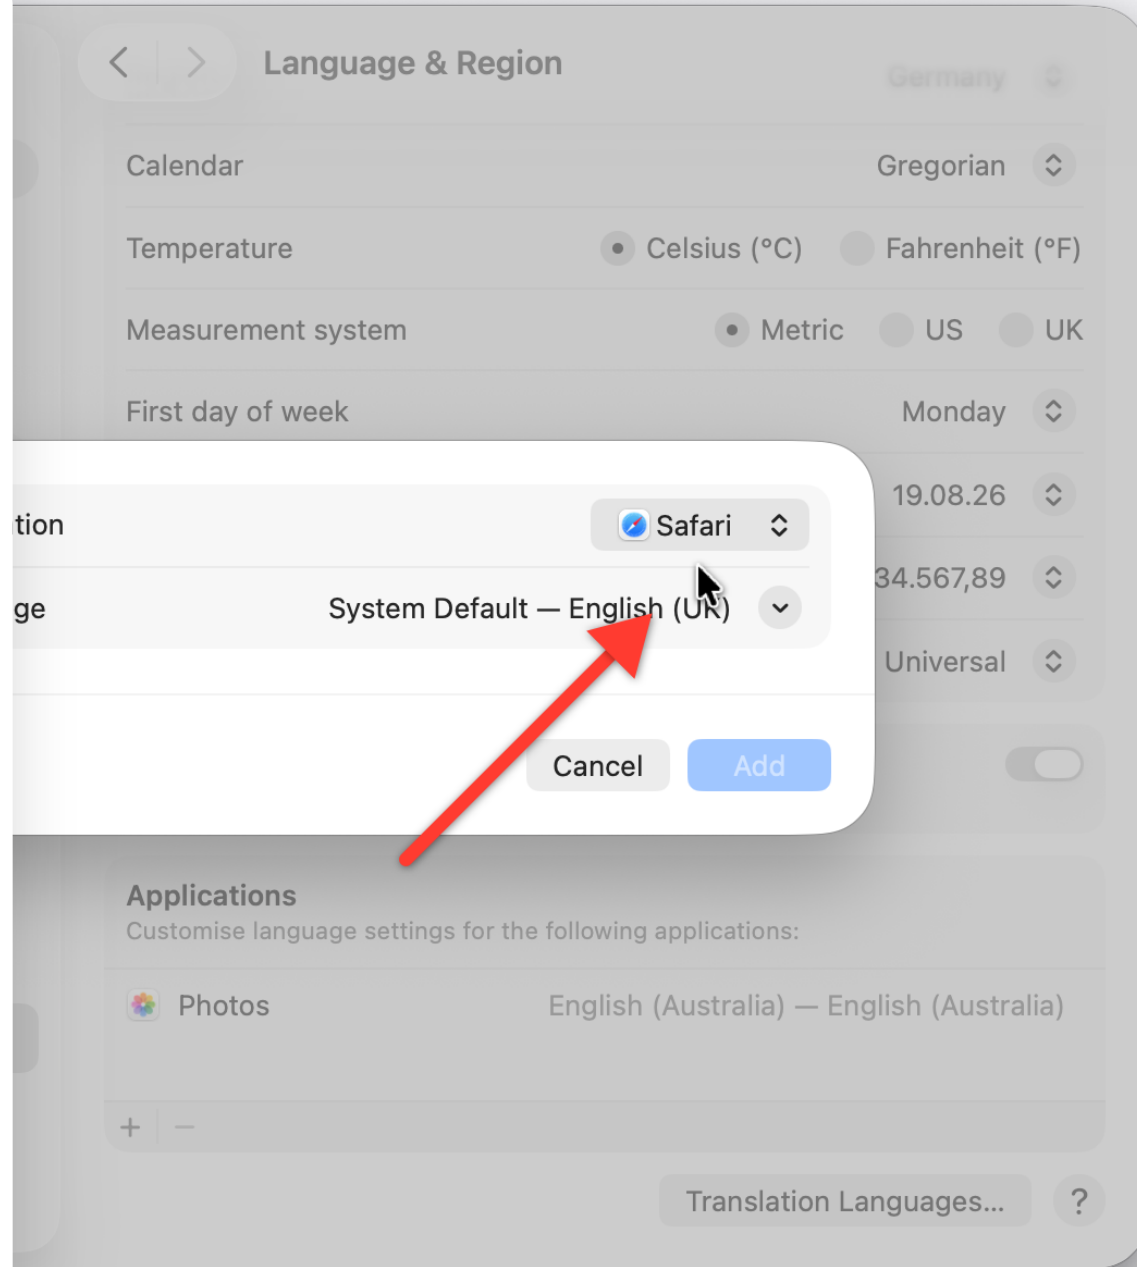 Language & Region
Germany
Calendar Gregorian
Temperature Celsius (°C) Fahrenheit (°F)
Measurement system Metric US UK
First day of week Monday
19.08.26
tion Safari
34.567,89
ge System Default — English (UK)
Universal
Cancel Add
Applications
Customise language settings for the following applications:
Photos English (Australia) — English (Australia)
+ −
Translation Languages... ?